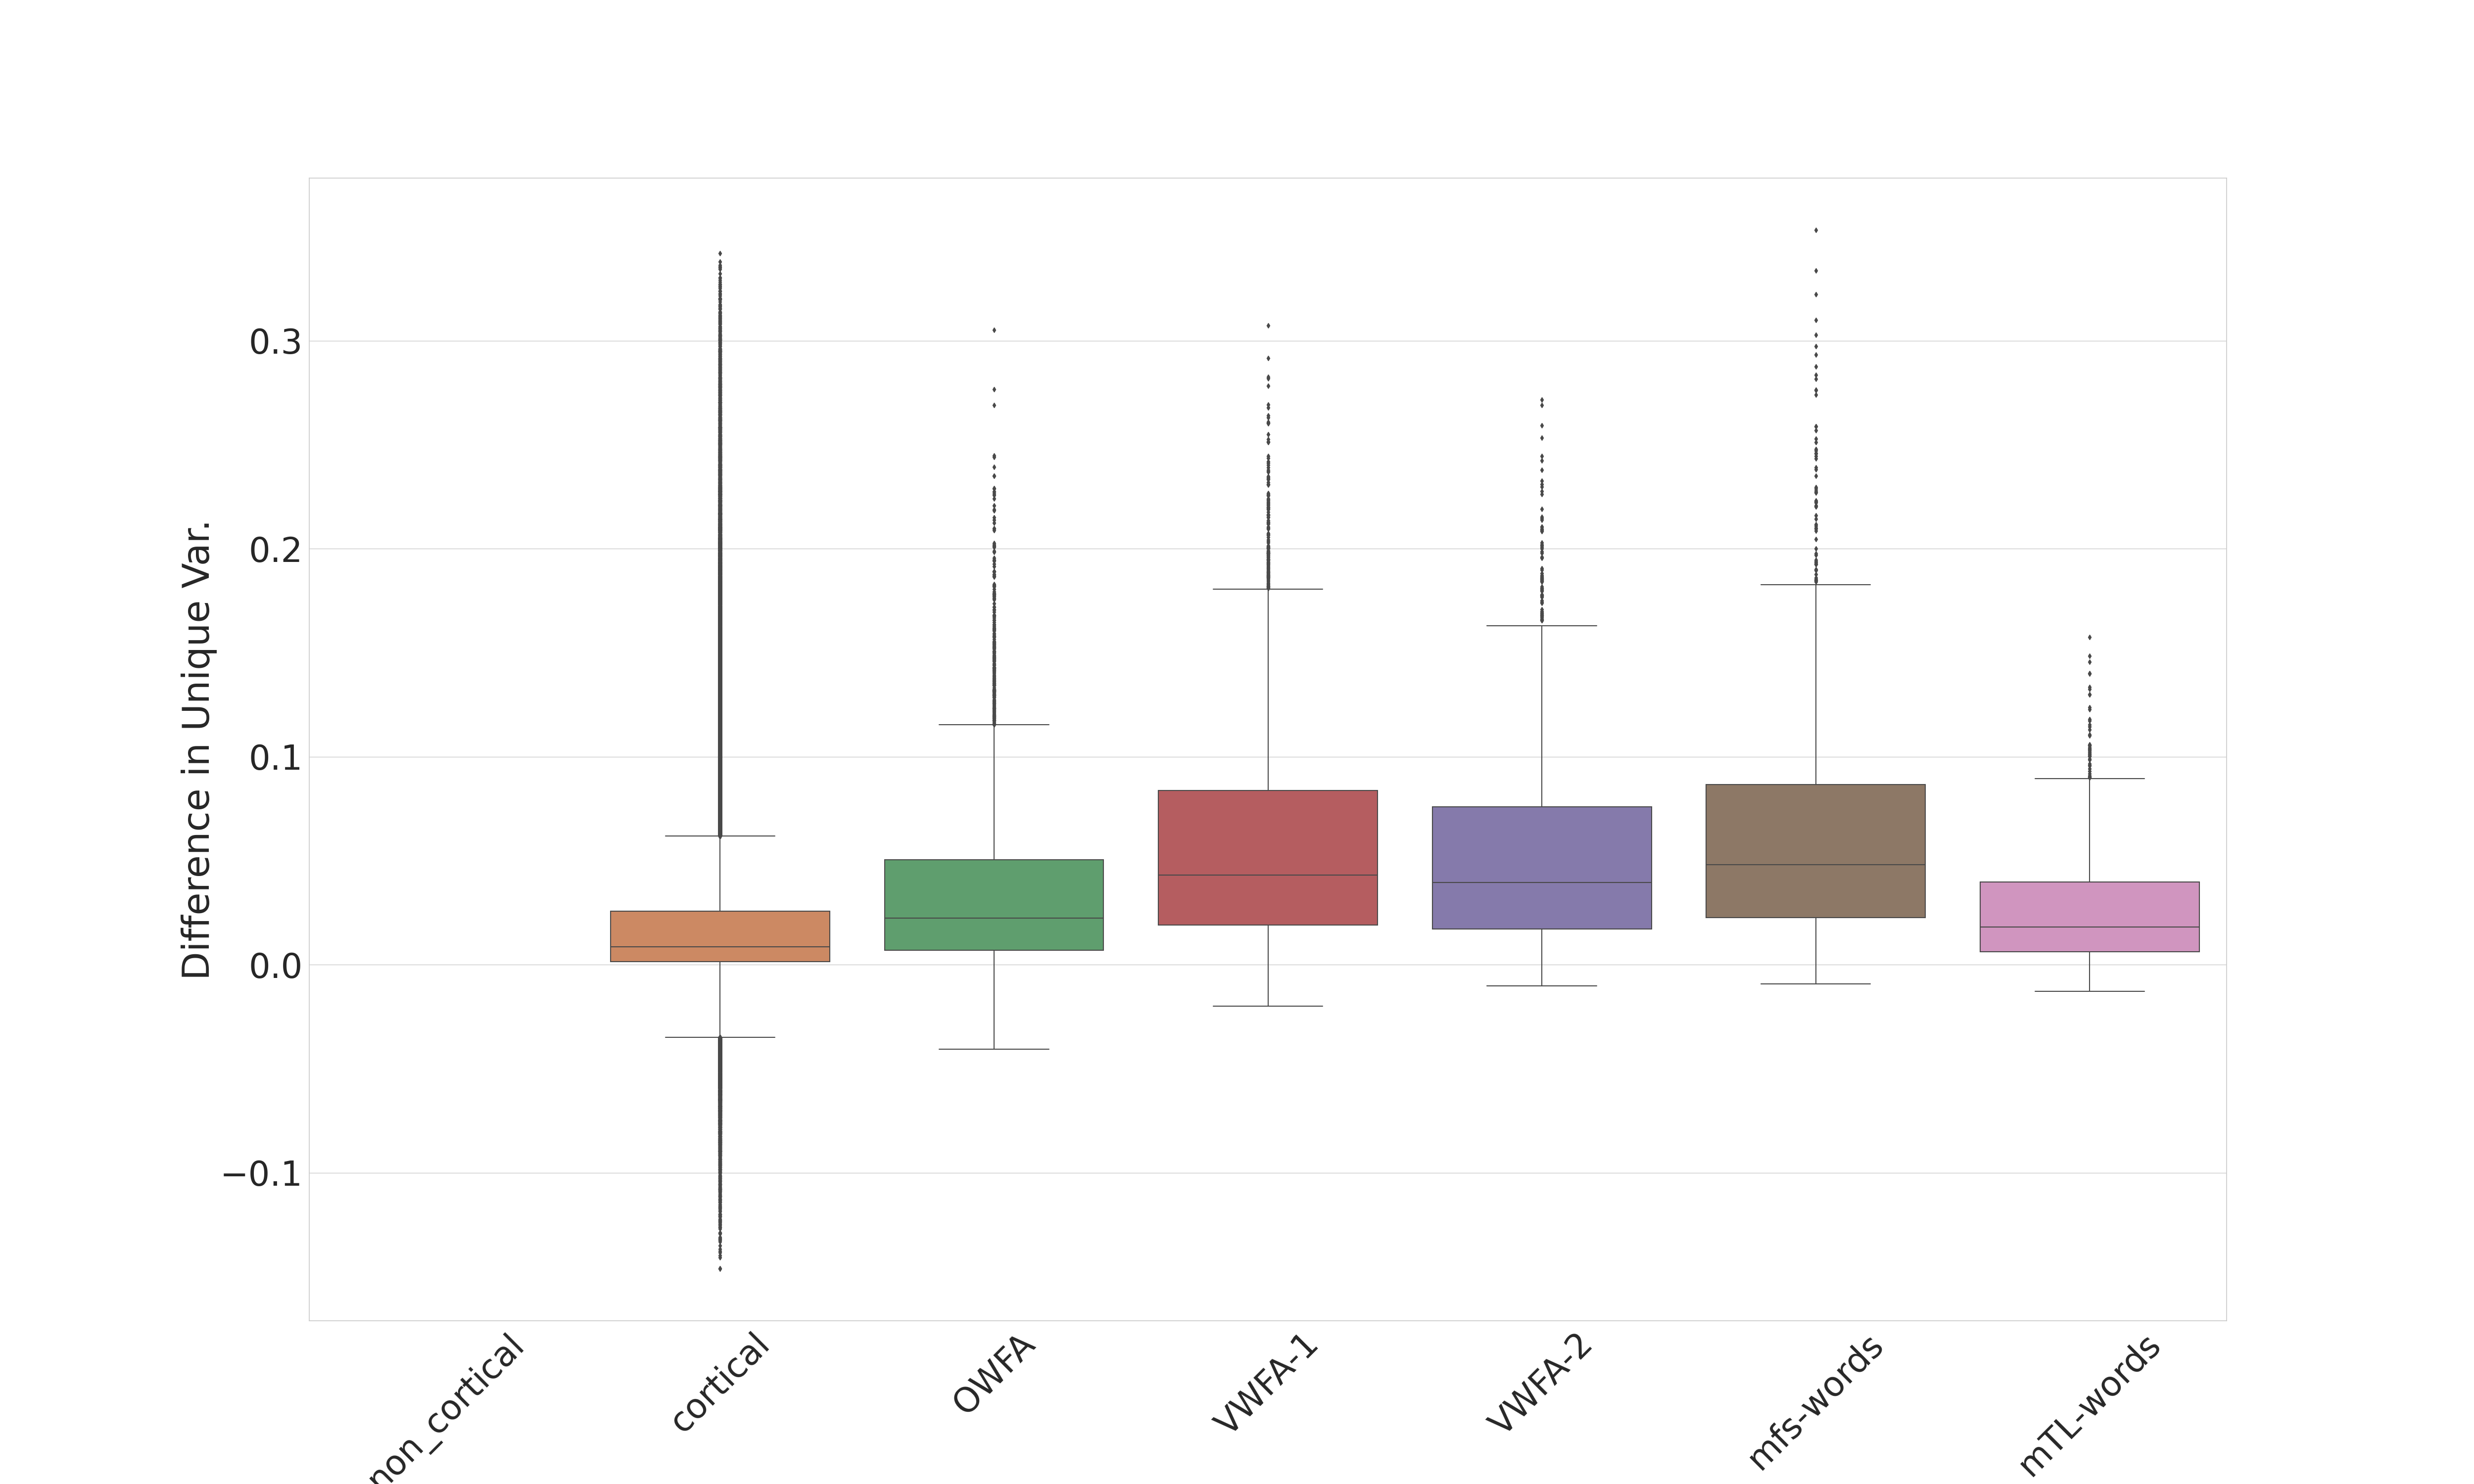 Difference in Unique Var.
0.3
0.2
0.1
0.0
−0.1
non_cortical
cortical
OWFA
VWFA-1
VWFA-2
mfs-words
mTL-words